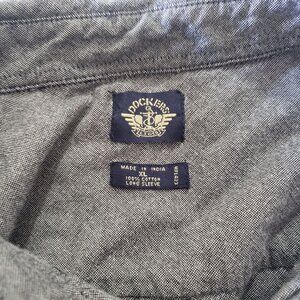 DOCKERS
MADE IN INDIA
XL
100% COTTON
LONG SLEEVE